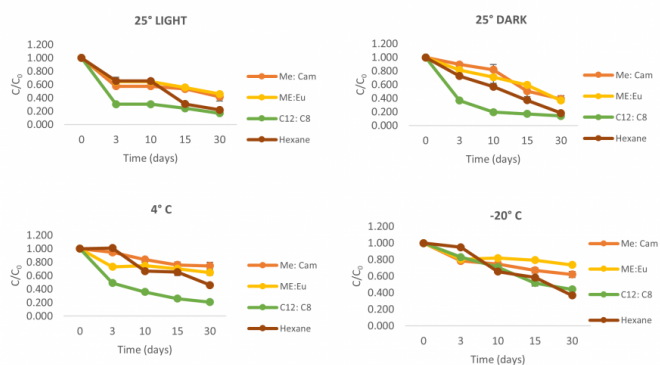 25° LIGHT
1.200
1.000
0.800
0.600
0.400
0.200
0.000
C/C₀
0 3 10 15 30
Time (days)
Me: Cam
ME:Eu
C12: C8
Hexane
25° DARK
1.200
1.000
0.800
0.600
0.400
0.200
0.000
C/C₀
0 3 10 15 30
Time (days)
Me: Cam
ME:Eu
C12: C8
Hexane
4° C
1.200
1.000
0.800
0.600
0.400
0.200
0.000
C/C₀
0 3 10 15 30
Time (days)
Me: Cam
ME:Eu
C12: C8
Hexane
-20° C
1.200
1.000
0.800
0.600
0.400
0.200
0.000
C/C₀
0 3 10 15 30
Time (days)
Me: Cam
ME:Eu
C12: C8
Hexane